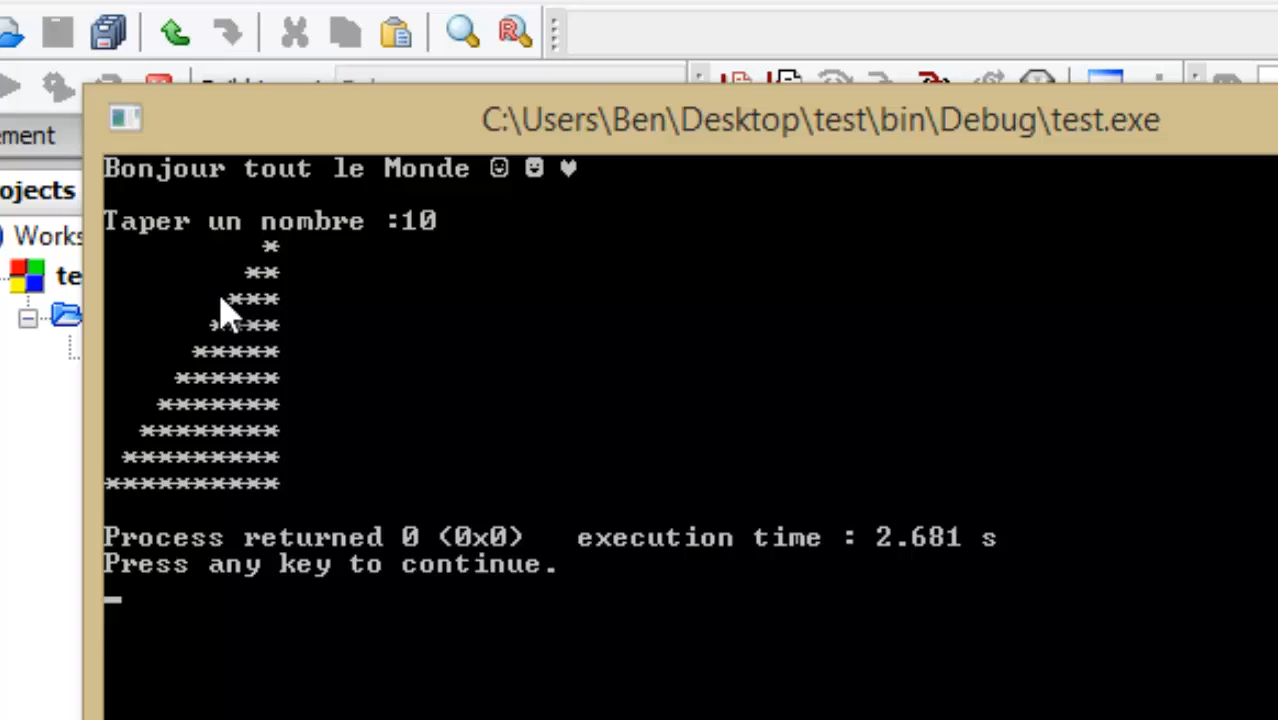 C:\Users\Ben\Desktop\test\bin\Debug\test.exe
ement
Bonjour tout le Monde ☺ ☻ ♥
ojects
Taper un nombre :10
Works
te
*
**
***
****
*****
******
*******
********
*********
**********
Process returned 0 (0x0)   execution time : 2.681 s
Press any key to continue.